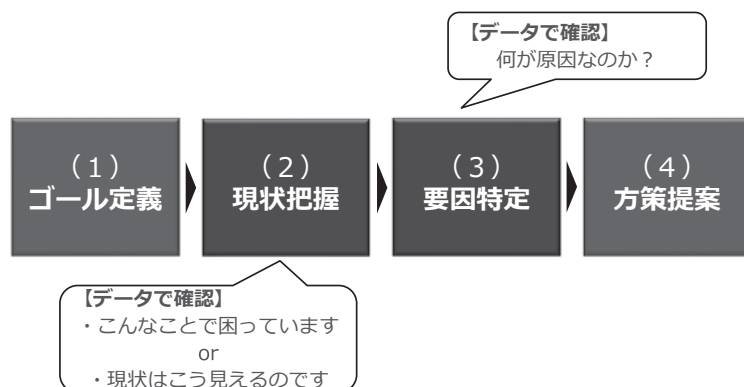 【データで確認】
何が原因なのか？
（１）
ゴール定義
（２）
現状把握
（３）
要因特定
（４）
方策提案
【データで確認】
・こんなことで困っています
or
・現状はこう見えるのです